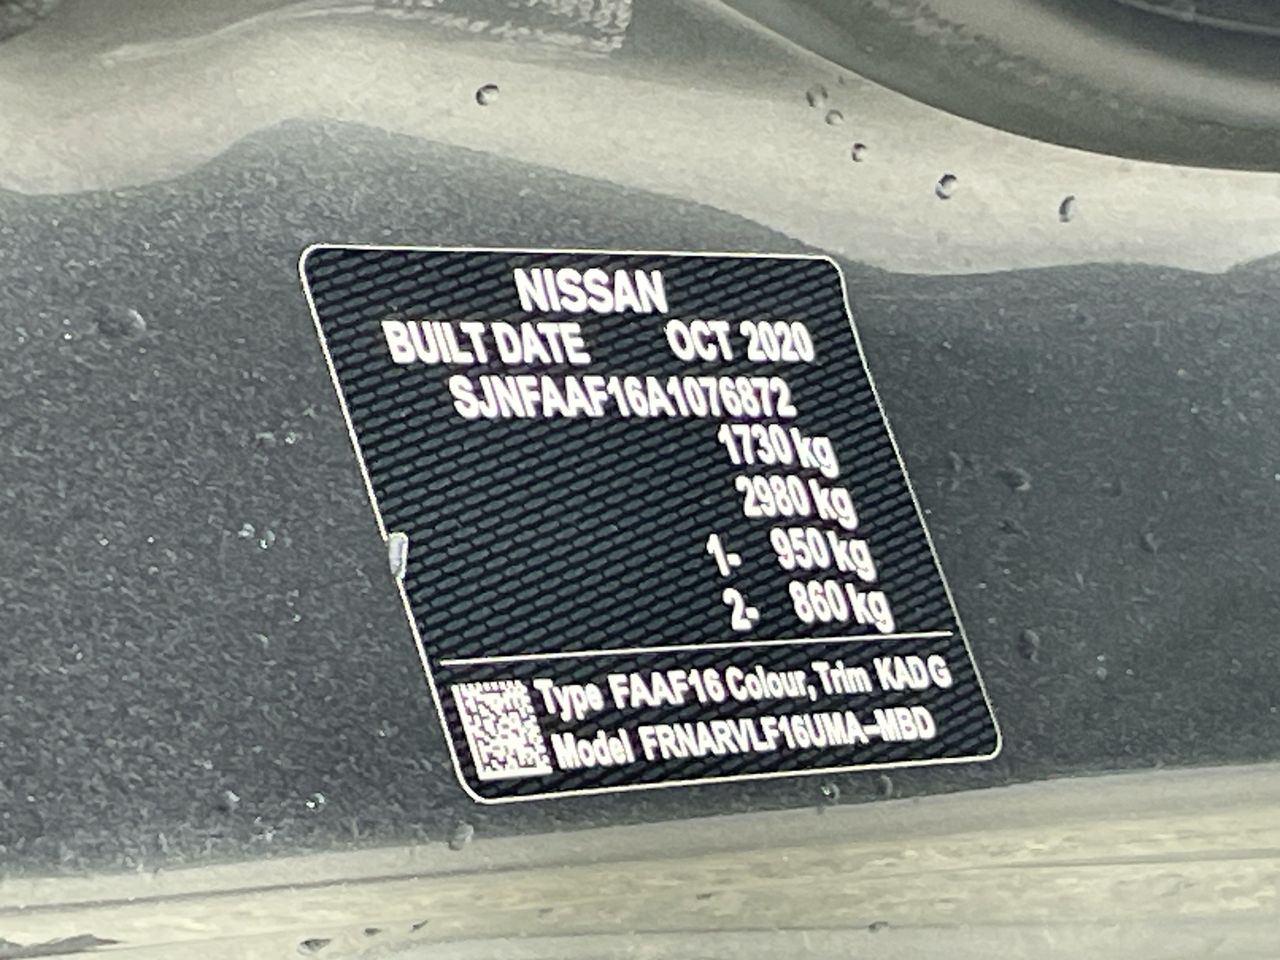 NISSAN
BUILT DATE OCT 2020
SJNFAAF16A1076872
1730 kg
2980 kg
1- 950 kg
2- 860 kg
Type FAAF16 Colour, Trim KAD G
Model FRNARVLF16UMA-MBD